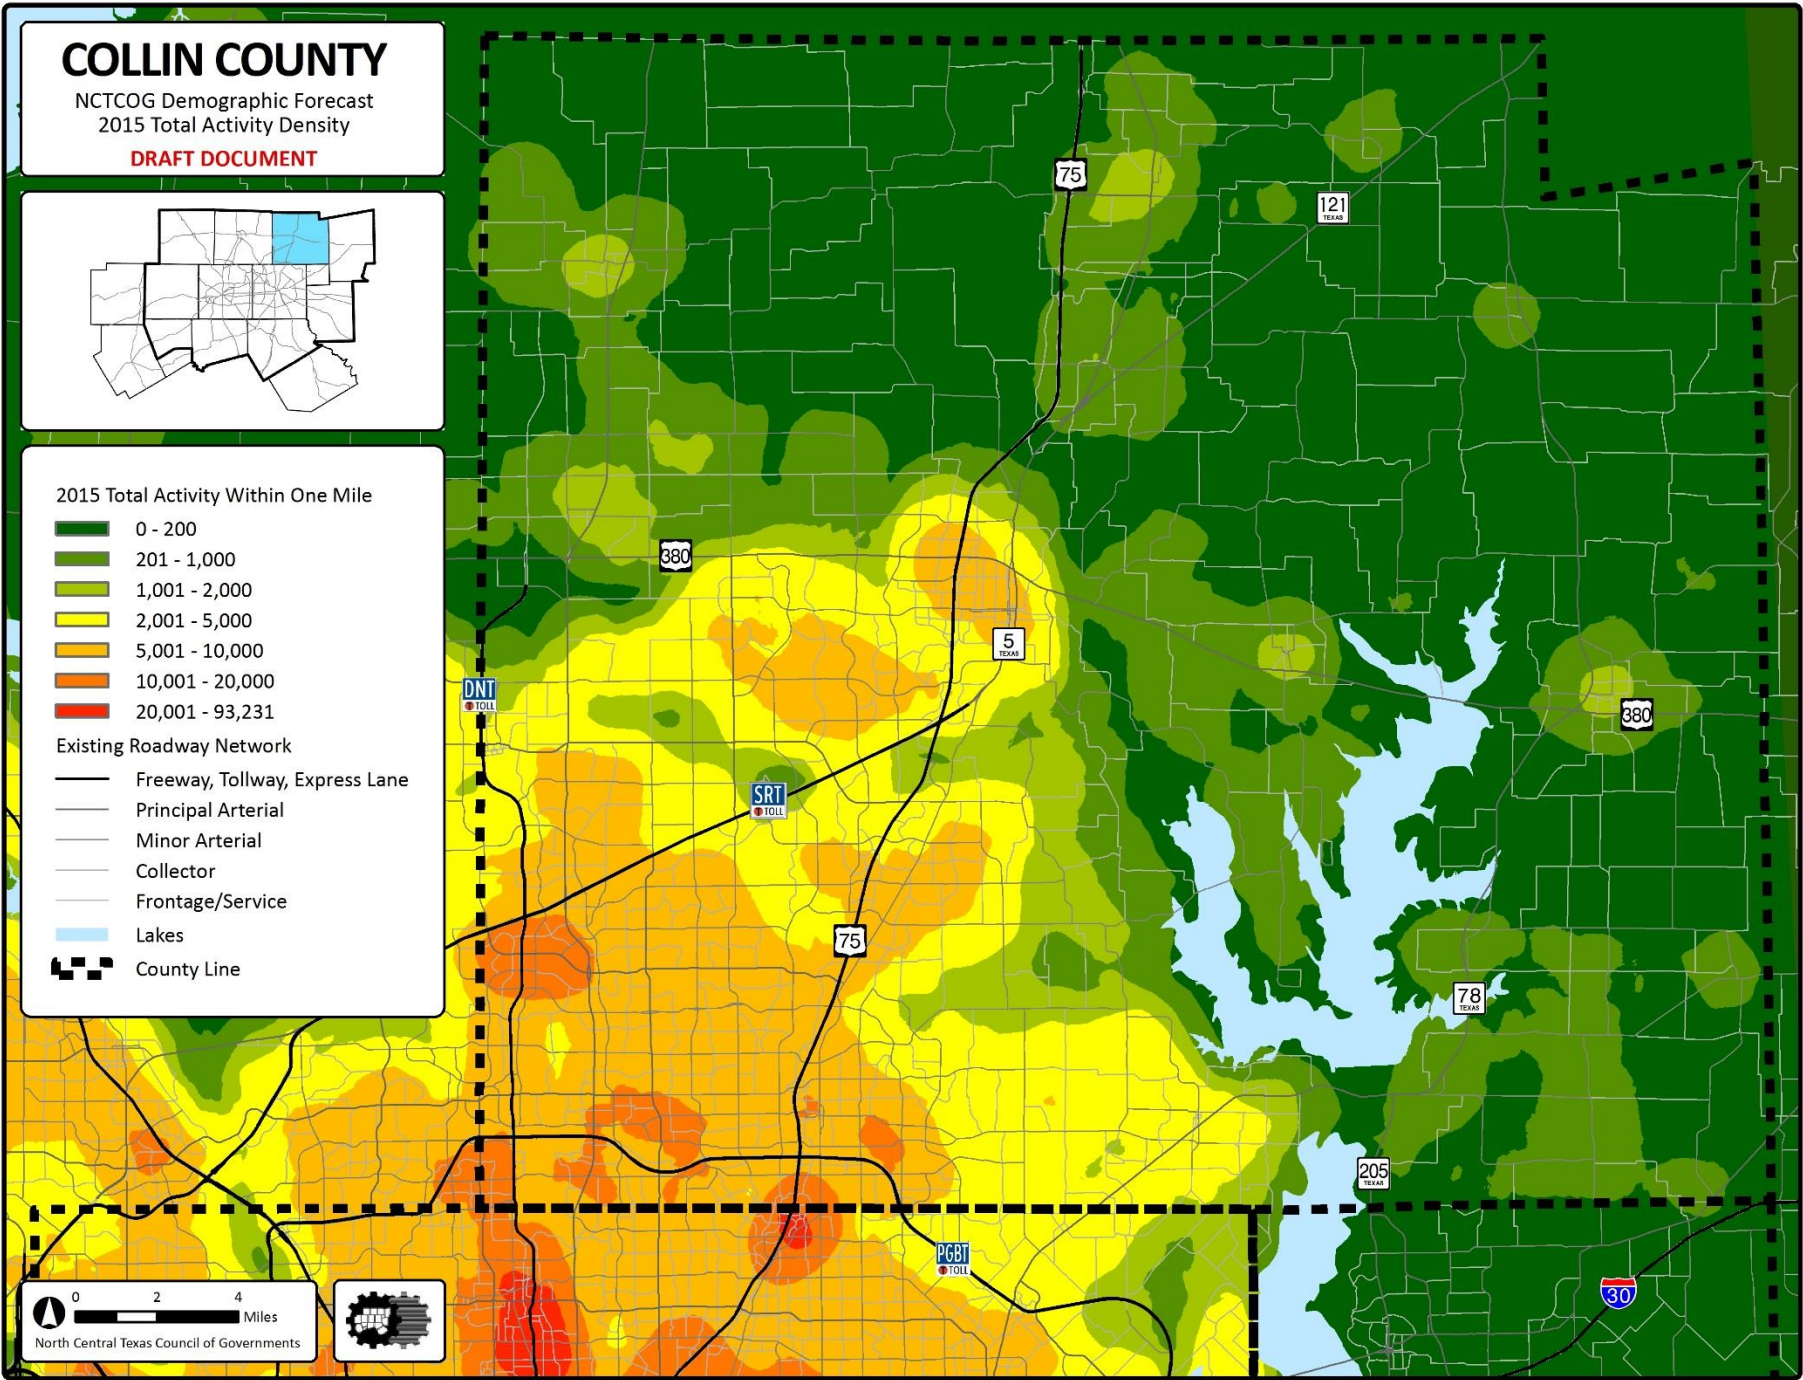 COLLIN COUNTY
NCTCOG Demographic Forecast
2015 Total Activity Density
DRAFT DOCUMENT
2015 Total Activity Within One Mile
0 - 200
201 - 1,000
1,001 - 2,000
2,001 - 5,000
5,001 - 10,000
10,001 - 20,000
20,001 - 93,231
Existing Roadway Network
Freeway, Tollway, Express Lane
Principal Arterial
Minor Arterial
Collector
Frontage/Service
Lakes
County Line
75
121
TEXAS
380
5
TEXAS
DNT
TOLL
380
SRT
TOLL
75
78
TEXAS
205
TEXAS
PGBT
TOLL
30
0 2 4
Miles
North Central Texas Council of Governments